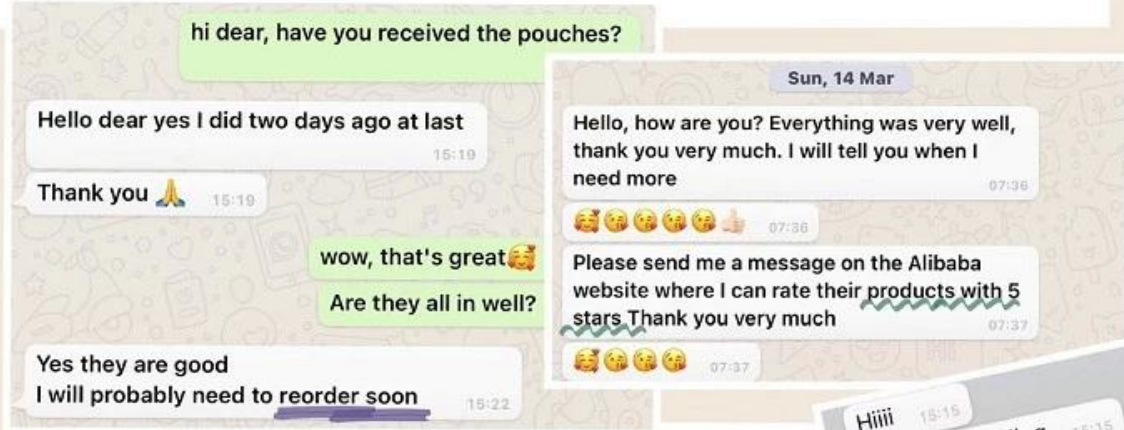 hi dear, have you received the pouches?
Hello dear yes I did two days ago at last
15:19
Thank you 🙏 15:19
wow, that's great🥰
Are they all in well?
Yes they are good
I will probably need to reorder soon
15:22
Sun, 14 Mar
Hello, how are you? Everything was very well,
thank you very much. I will tell you when I
need more
07:36
🥰😘😘😘😘👍🏻 07:36
Please send me a message on the Alibaba
website where I can rate their products with 5
stars Thank you very much
07:37
🥰😘😘😘 07:37
Hiiii 15:15
15:15